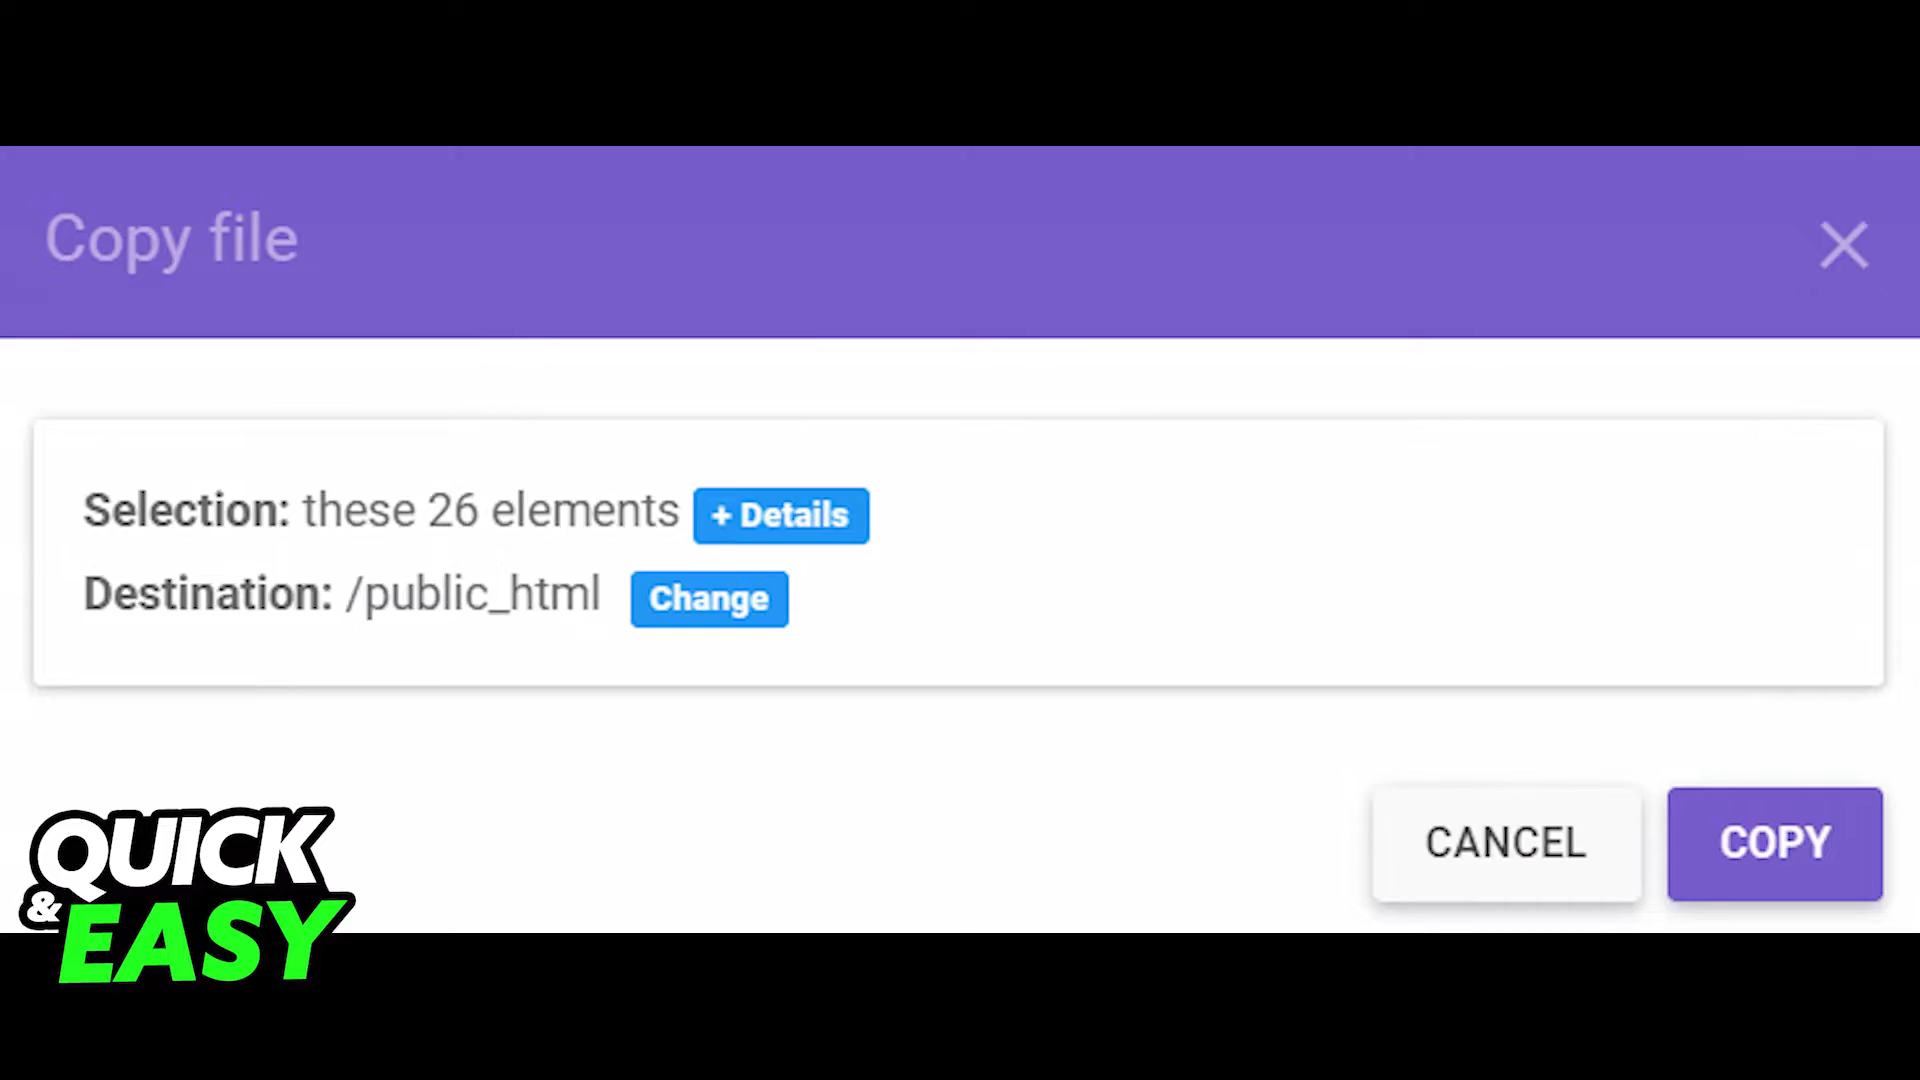 Copy file
Selection: these 26 elements + Details
Destination: /public_html Change
CANCEL COPY
QUICK
& EASY